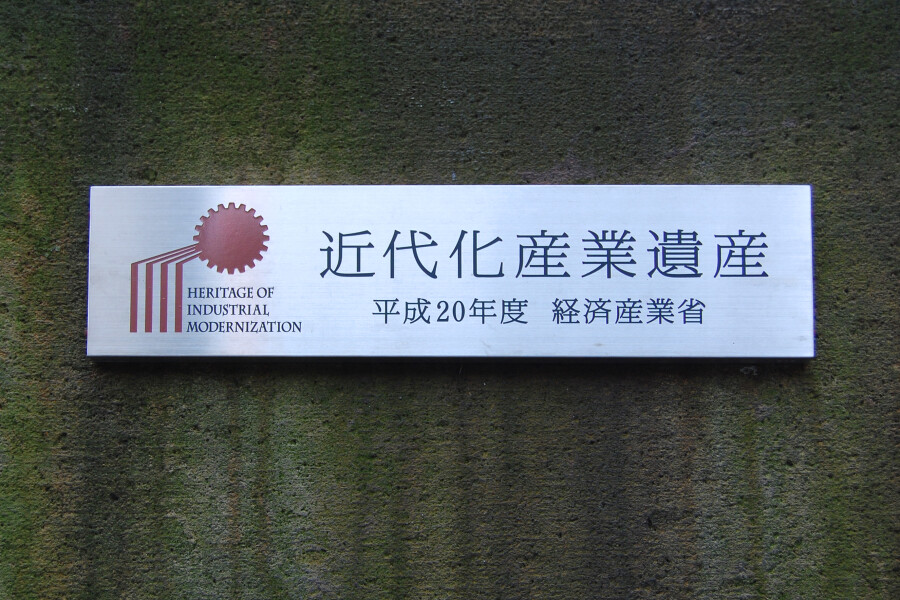 HERITAGE OF
INDUSTRIAL
MODERNIZATION
近代化産業遺産
平成20年度 経済産業省